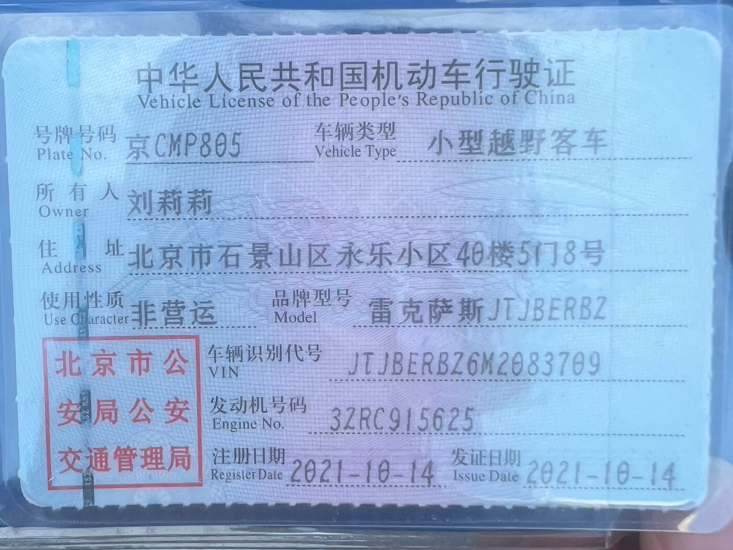 中华人民共和国机动车行驶证
Vehicle License of the People's Republic of China
号牌号码 京CMP805 车辆类型 小型越野客车
Plate No. Vehicle Type
所有人 刘莉莉
Owner
住址 北京市石景山区永乐小区40楼5门8号
Address
使用性质 非营运 品牌型号 雷克萨斯JTJBERBZ
Use Character Model
北京市公安局公安交通管理局
车辆识别代号 JTJBERBZ6M2083709
VIN
发动机号码 3ZRC915625
Engine No.
注册日期 2021-10-14 发证日期 2021-10-14
Register Date Issue Date